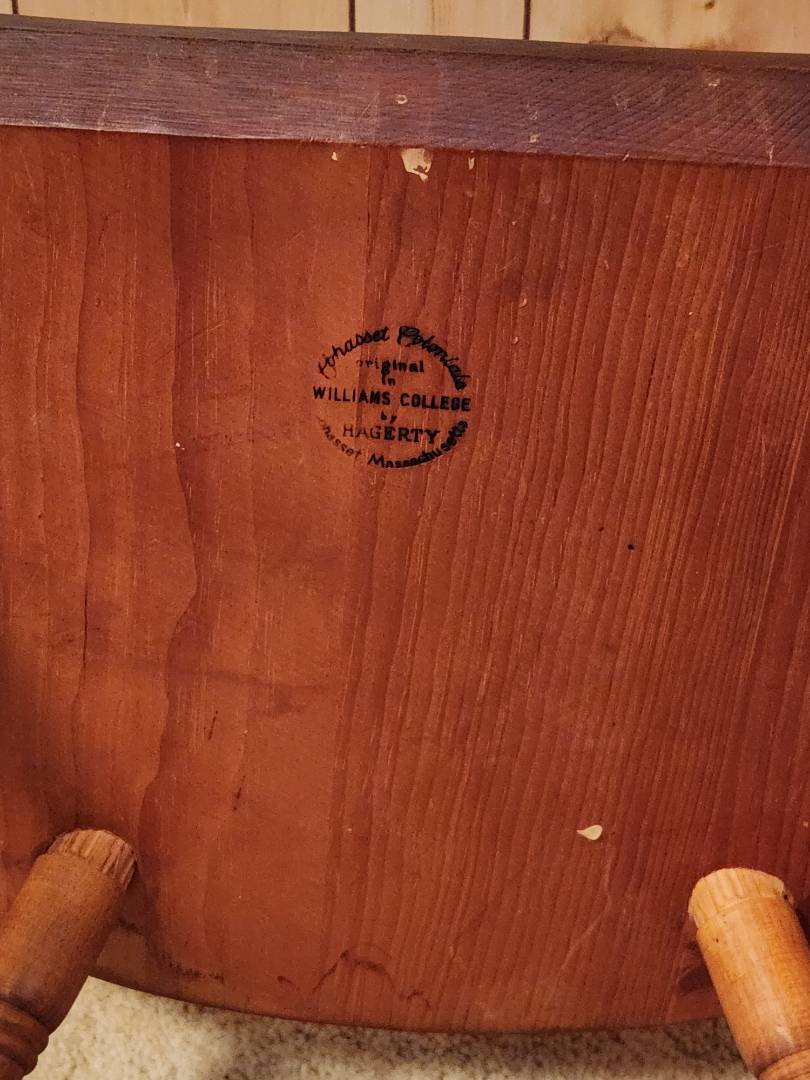 Cohasset Colonials
original
in
WILLIAMS COLLEGE
by
HAGERTY
Cohasset Massachusetts